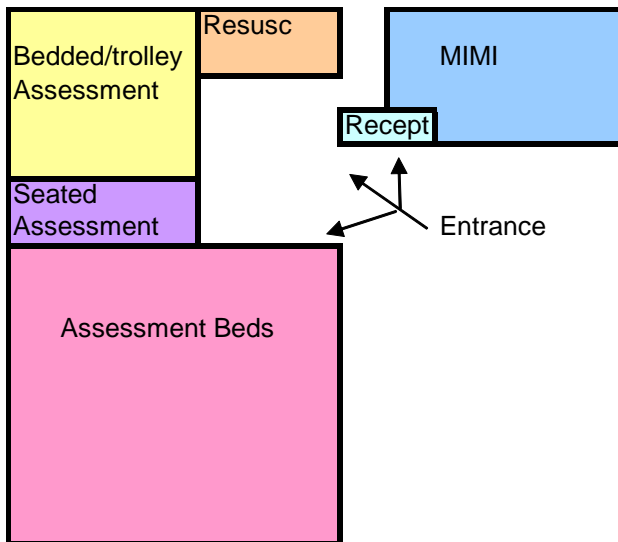 Resusc
Bedded/trolley
Assessment
MIMI
Recept
Seated
Assessment
Entrance
Assessment Beds